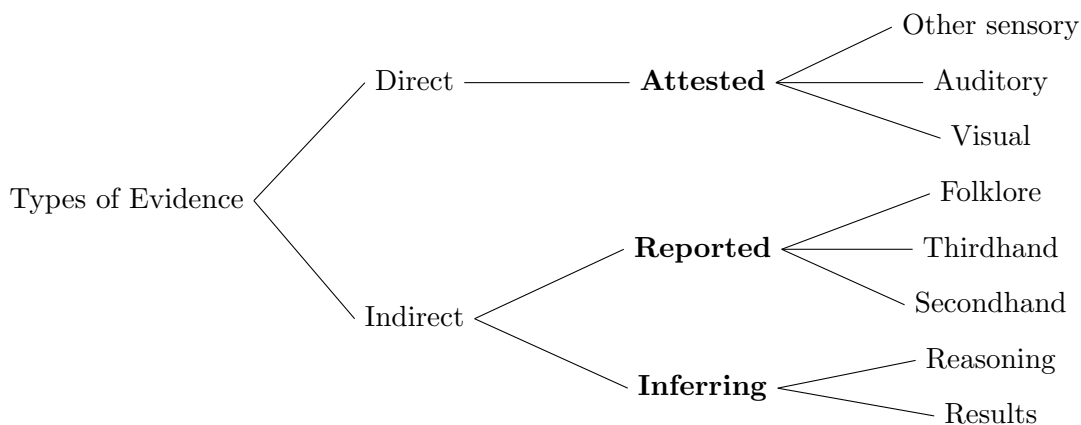 Other sensory
Direct
Attested
Auditory
Visual
Types of Evidence
Folklore
Reported
Thirdhand
Indirect
Secondhand
Reasoning
Inferring
Results